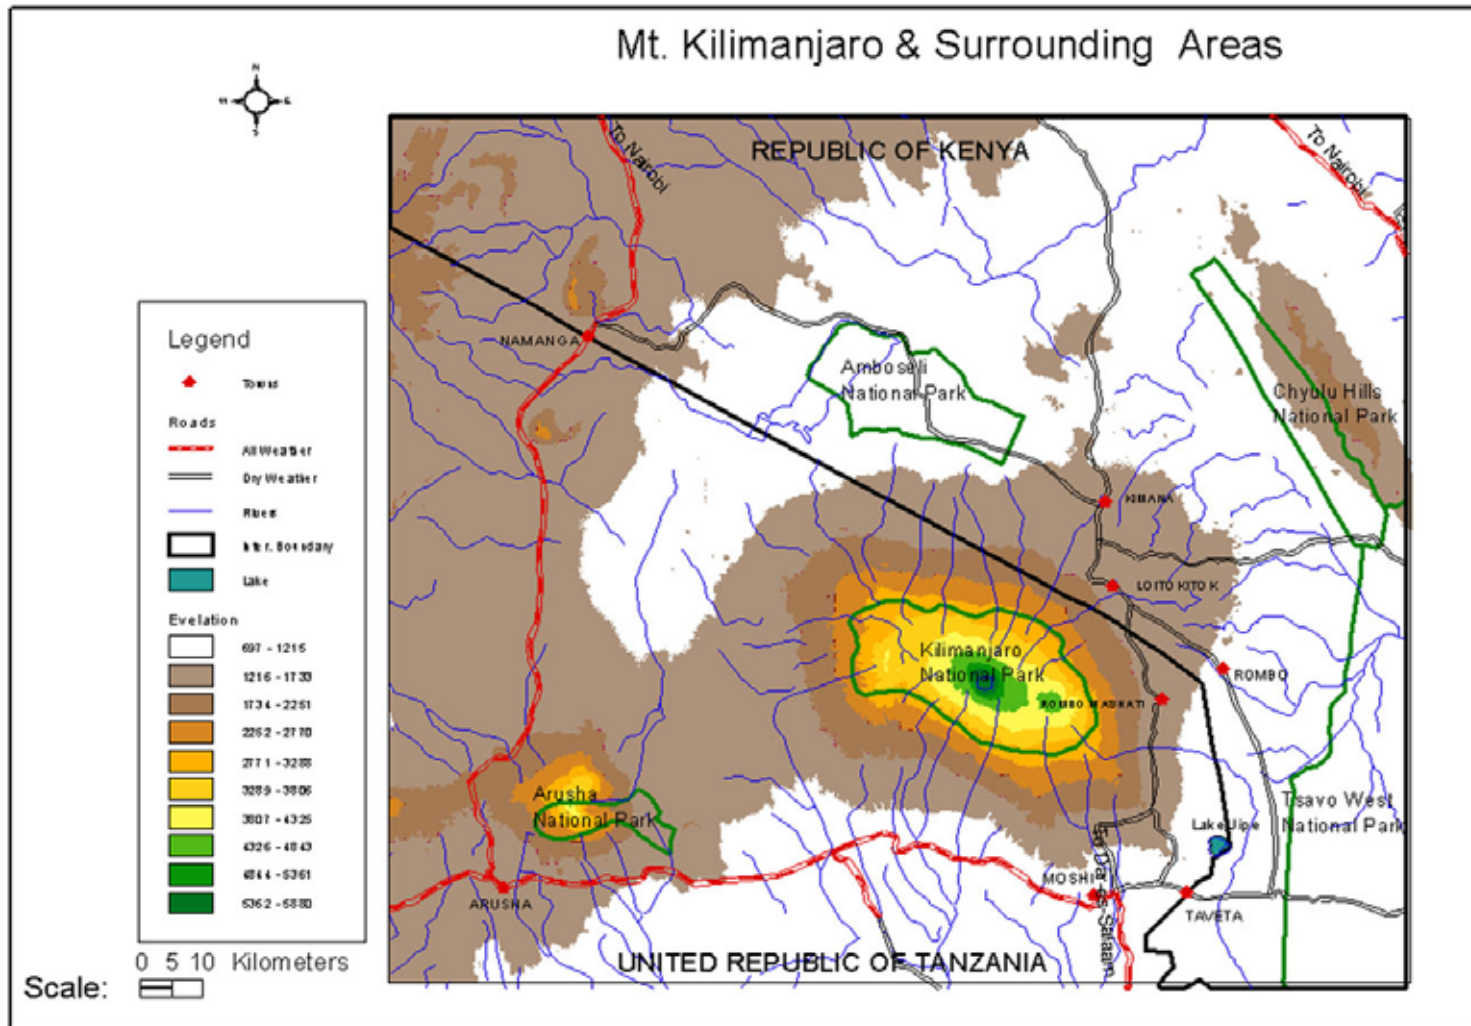 Mt. Kilimanjaro & Surrounding Areas
N
W E
S
REPUBLIC OF KENYA
To Nairobi
To Nairobi
NAMANGA
Amboseli
National Park
Chyulu Hills
National Park
KIMANA
LOITOKITOK
Kilimanjaro
National Park
ROMBO
ROMBO MASHATI
Arusha
National Park
Tsavo West
National Park
Lake Jipe
MOSHI
ARUSHA
TAVETA
UNITED REPUBLIC OF TANZANIA
Legend
Towns
Roads
All Weather
Dry Weather
Rivers
Inter. Boundary
Lake
Evelation
697 - 1215
1216 - 1733
1734 - 2251
2252 - 2770
2771 - 3288
3289 - 3806
3807 - 4325
4326 - 4843
4844 - 5361
5362 - 5880
0 5 10 Kilometers
Scale: